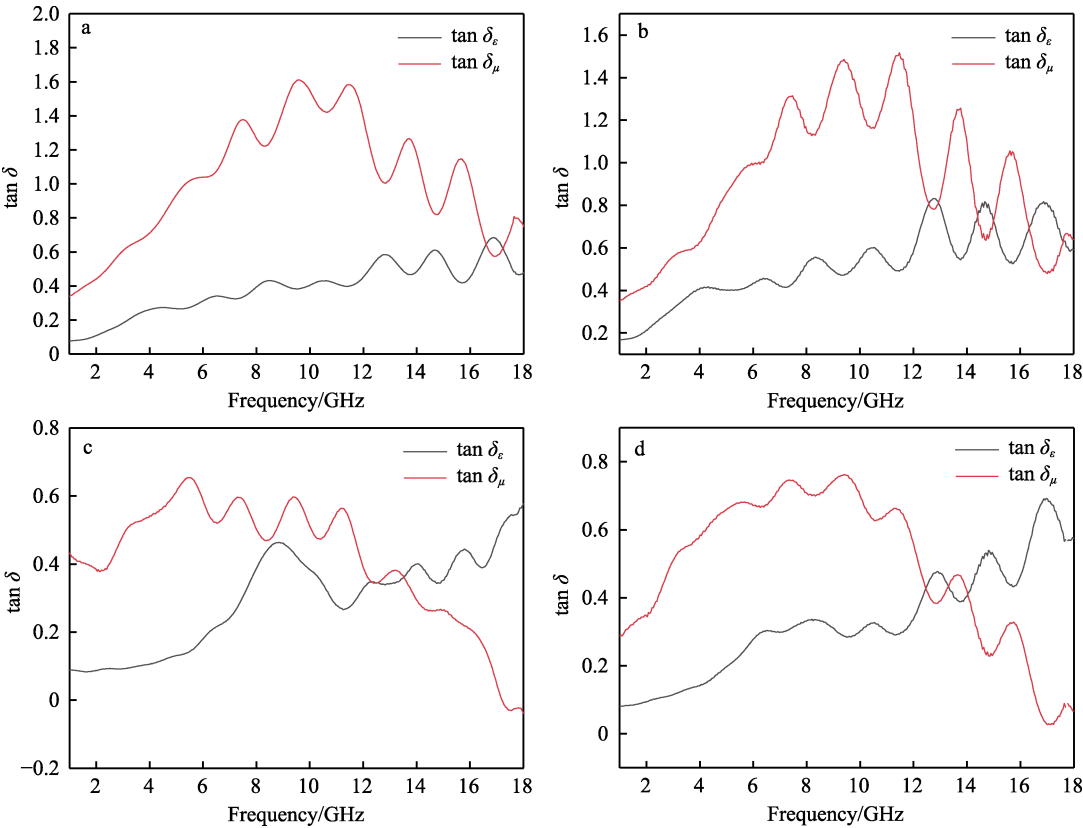 a
tan δε
tan δμ
2.0
1.8
1.6
1.4
1.2
1.0
0.8
0.6
0.4
0.2
0
tan δ
2 4 6 8 10 12 14 16 18
Frequency/GHz
b
tan δε
tan δμ
1.6
1.4
1.2
1.0
0.8
0.6
0.4
0.2
tan δ
2 4 6 8 10 12 14 16 18
Frequency/GHz
c
tan δε
tan δμ
0.8
0.6
0.4
0.2
0
−0.2
tan δ
2 4 6 8 10 12 14 16 18
Frequency/GHz
d
tan δε
tan δμ
0.8
0.6
0.4
0.2
0
tan δ
2 4 6 8 10 12 14 16 18
Frequency/GHz